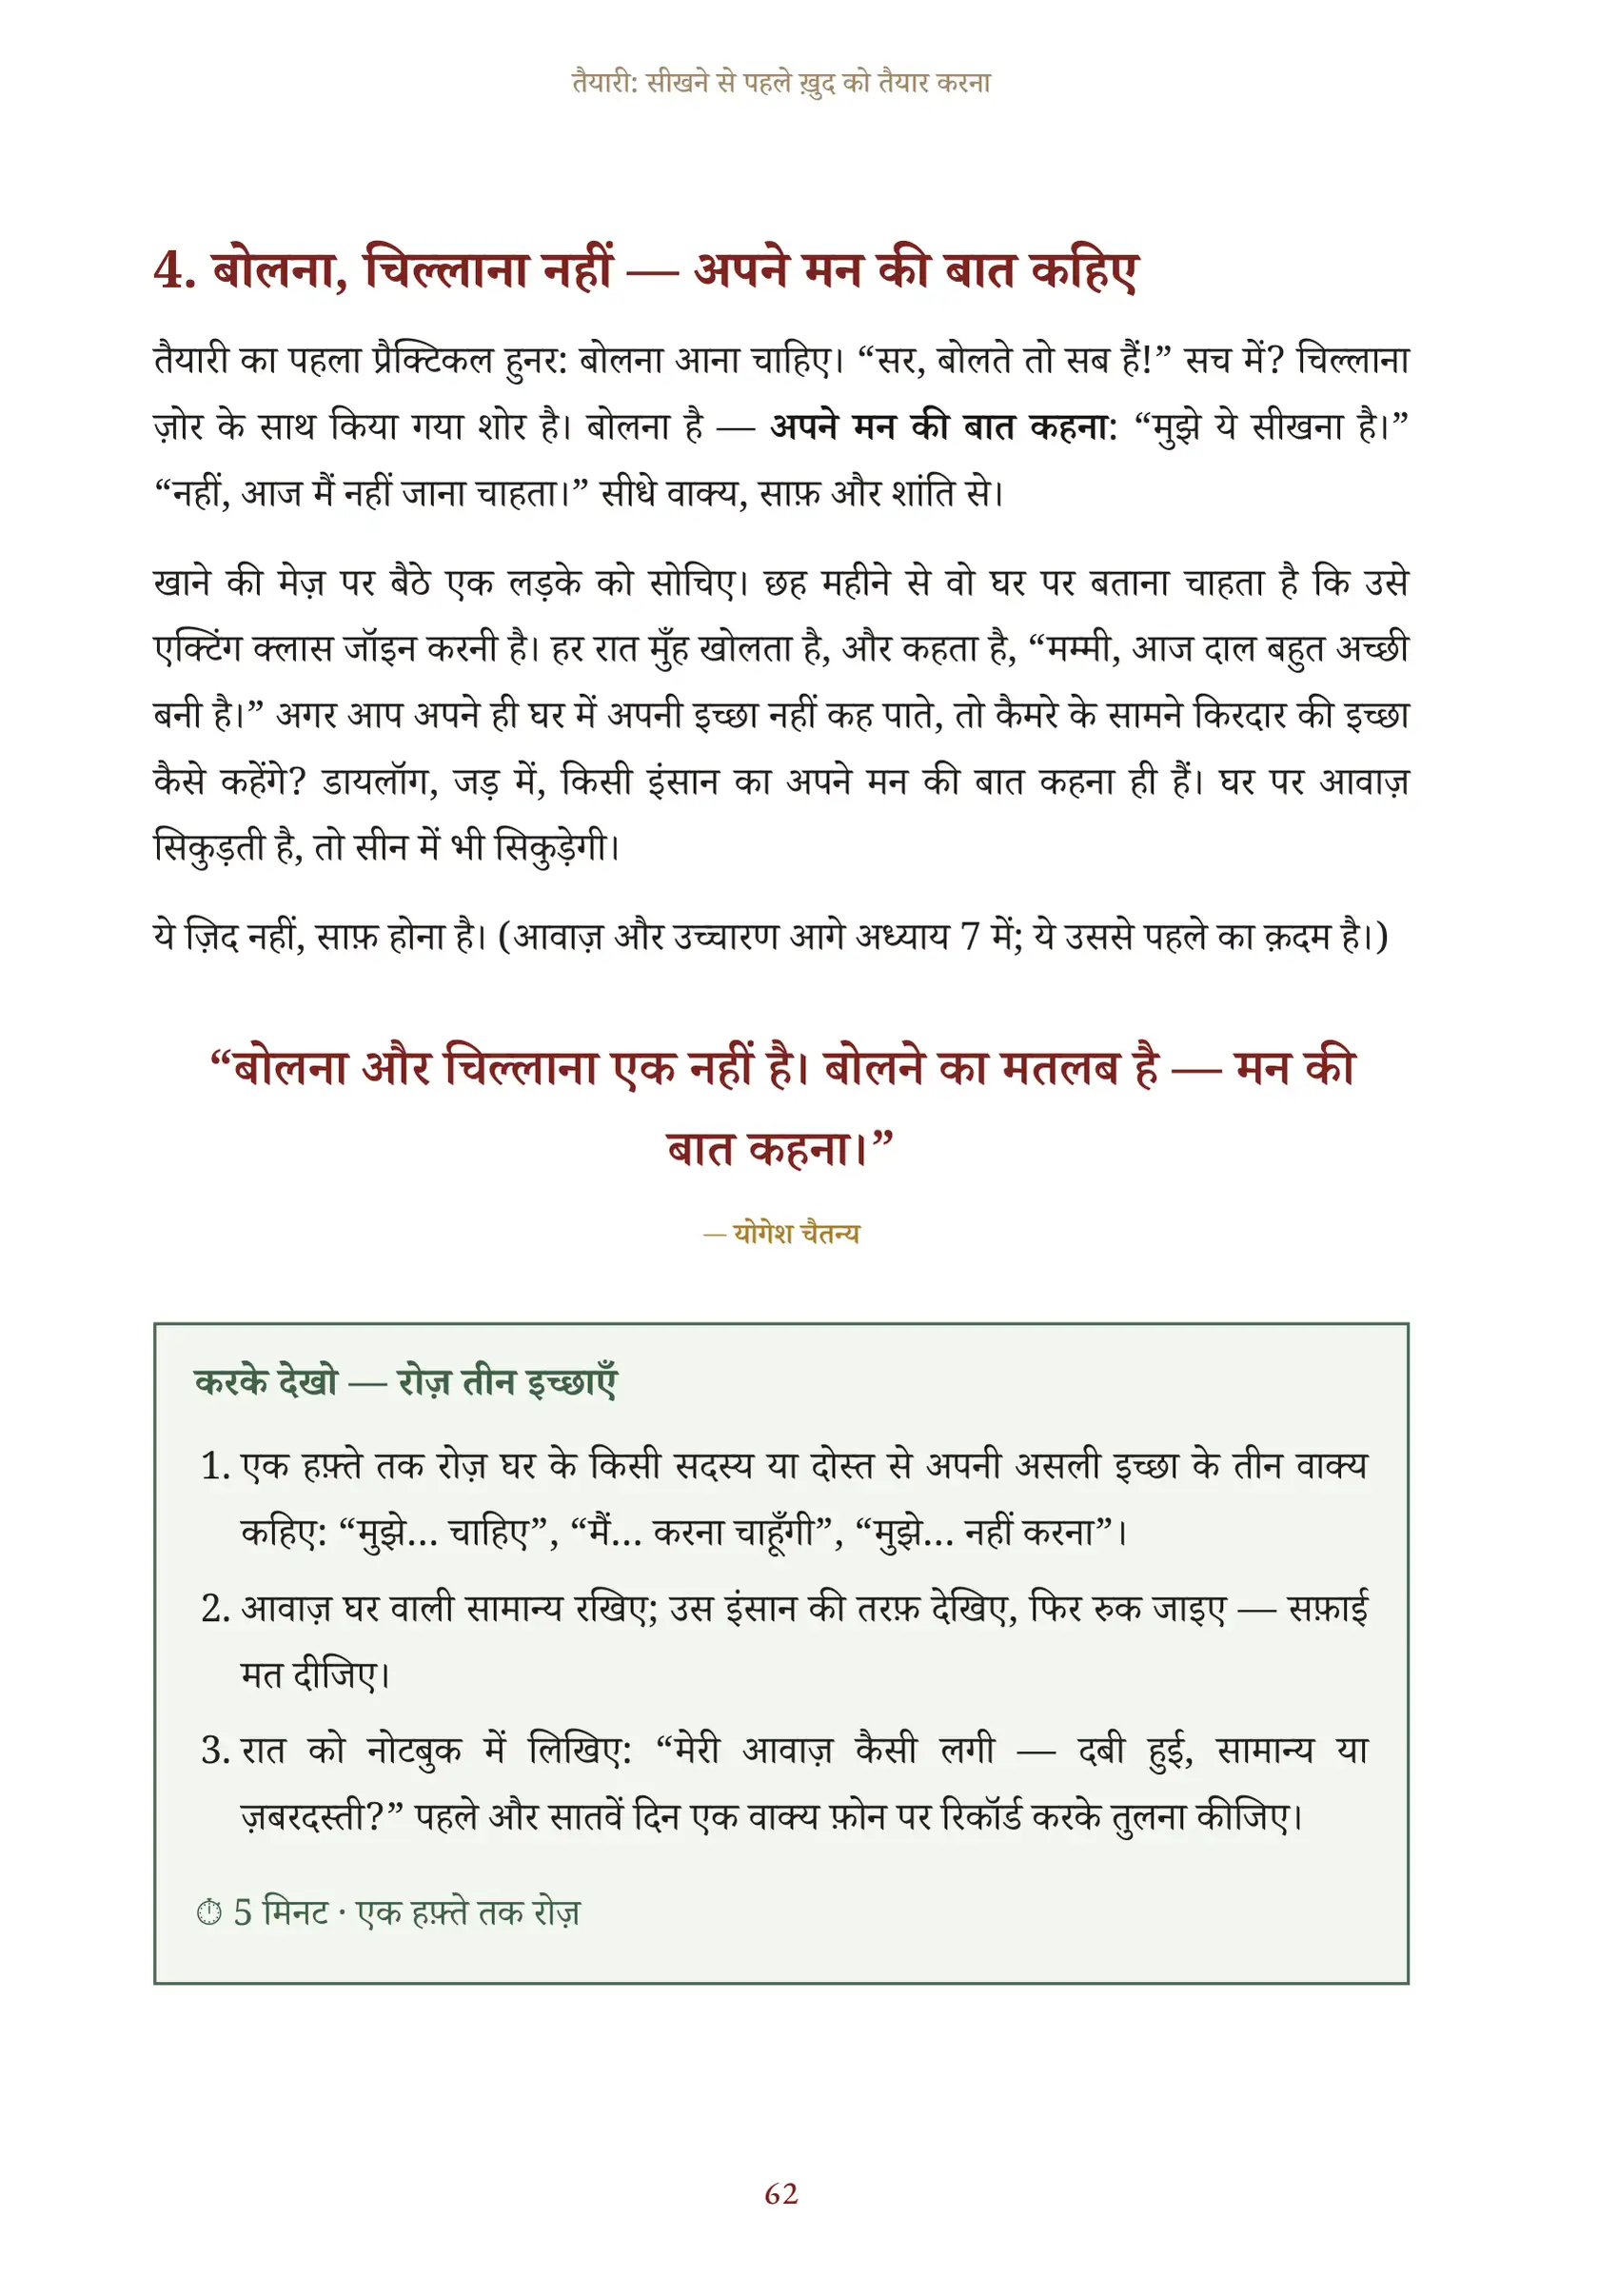 तैयारी: सीखने से पहले ख़ुद को तैयार करना
4. बोलना, चिल्लाना नहीं — अपने मन की बात कहिए
तैयारी का पहला प्रैक्टिकल हुनर: बोलना आना चाहिए। “सर, बोलते तो सब हैं!” सच में? चिल्लाना
ज़ोर के साथ किया गया शोर है। बोलना है — अपने मन की बात कहना: “मुझे ये सीखना है।”
“नहीं, आज मैं नहीं जाना चाहता।” सीधे वाक्य, साफ़ और शांति से।
खाने की मेज़ पर बैठे एक लड़के को सोचिए। छह महीने से वो घर पर बताना चाहता है कि उसे
एक्टिंग क्लास जॉइन करनी है। हर रात मुँह खोलता है, और कहता है, “मम्मी, आज दाल बहुत अच्छी
बनी है।” अगर आप अपने ही घर में अपनी इच्छा नहीं कह पाते, तो कैमरे के सामने किरदार की इच्छा
कैसे कहेंगे? डायलॉग, जड़ में, किसी इंसान का अपने मन की बात कहना ही हैं। घर पर आवाज़
सिकुड़ती है, तो सीन में भी सिकुड़ेगी।
ये ज़िद नहीं, साफ़ होना है। (आवाज़ और उच्चारण आगे अध्याय 7 में; ये उससे पहले का क़दम है।)
“बोलना और चिल्लाना एक नहीं है। बोलने का मतलब है — मन की
बात कहना।”
— योगेश चैतन्य
करके देखो — रोज़ तीन इच्छाएँ
1. एक हफ़्ते तक रोज़ घर के किसी सदस्य या दोस्त से अपनी असली इच्छा के तीन वाक्य
कहिए: “मुझे… चाहिए”, “मैं… करना चाहूँगी”, “मुझे… नहीं करना”।
2. आवाज़ घर वाली सामान्य रखिए; उस इंसान की तरफ़ देखिए, फिर रुक जाइए — सफ़ाई
मत दीजिए।
3. रात को नोटबुक में लिखिए: “मेरी आवाज़ कैसी लगी — दबी हुई, सामान्य या
ज़बरदस्ती?” पहले और सातवें दिन एक वाक्य फ़ोन पर रिकॉर्ड करके तुलना कीजिए।
⏱ 5 मिनट · एक हफ़्ते तक रोज़
62